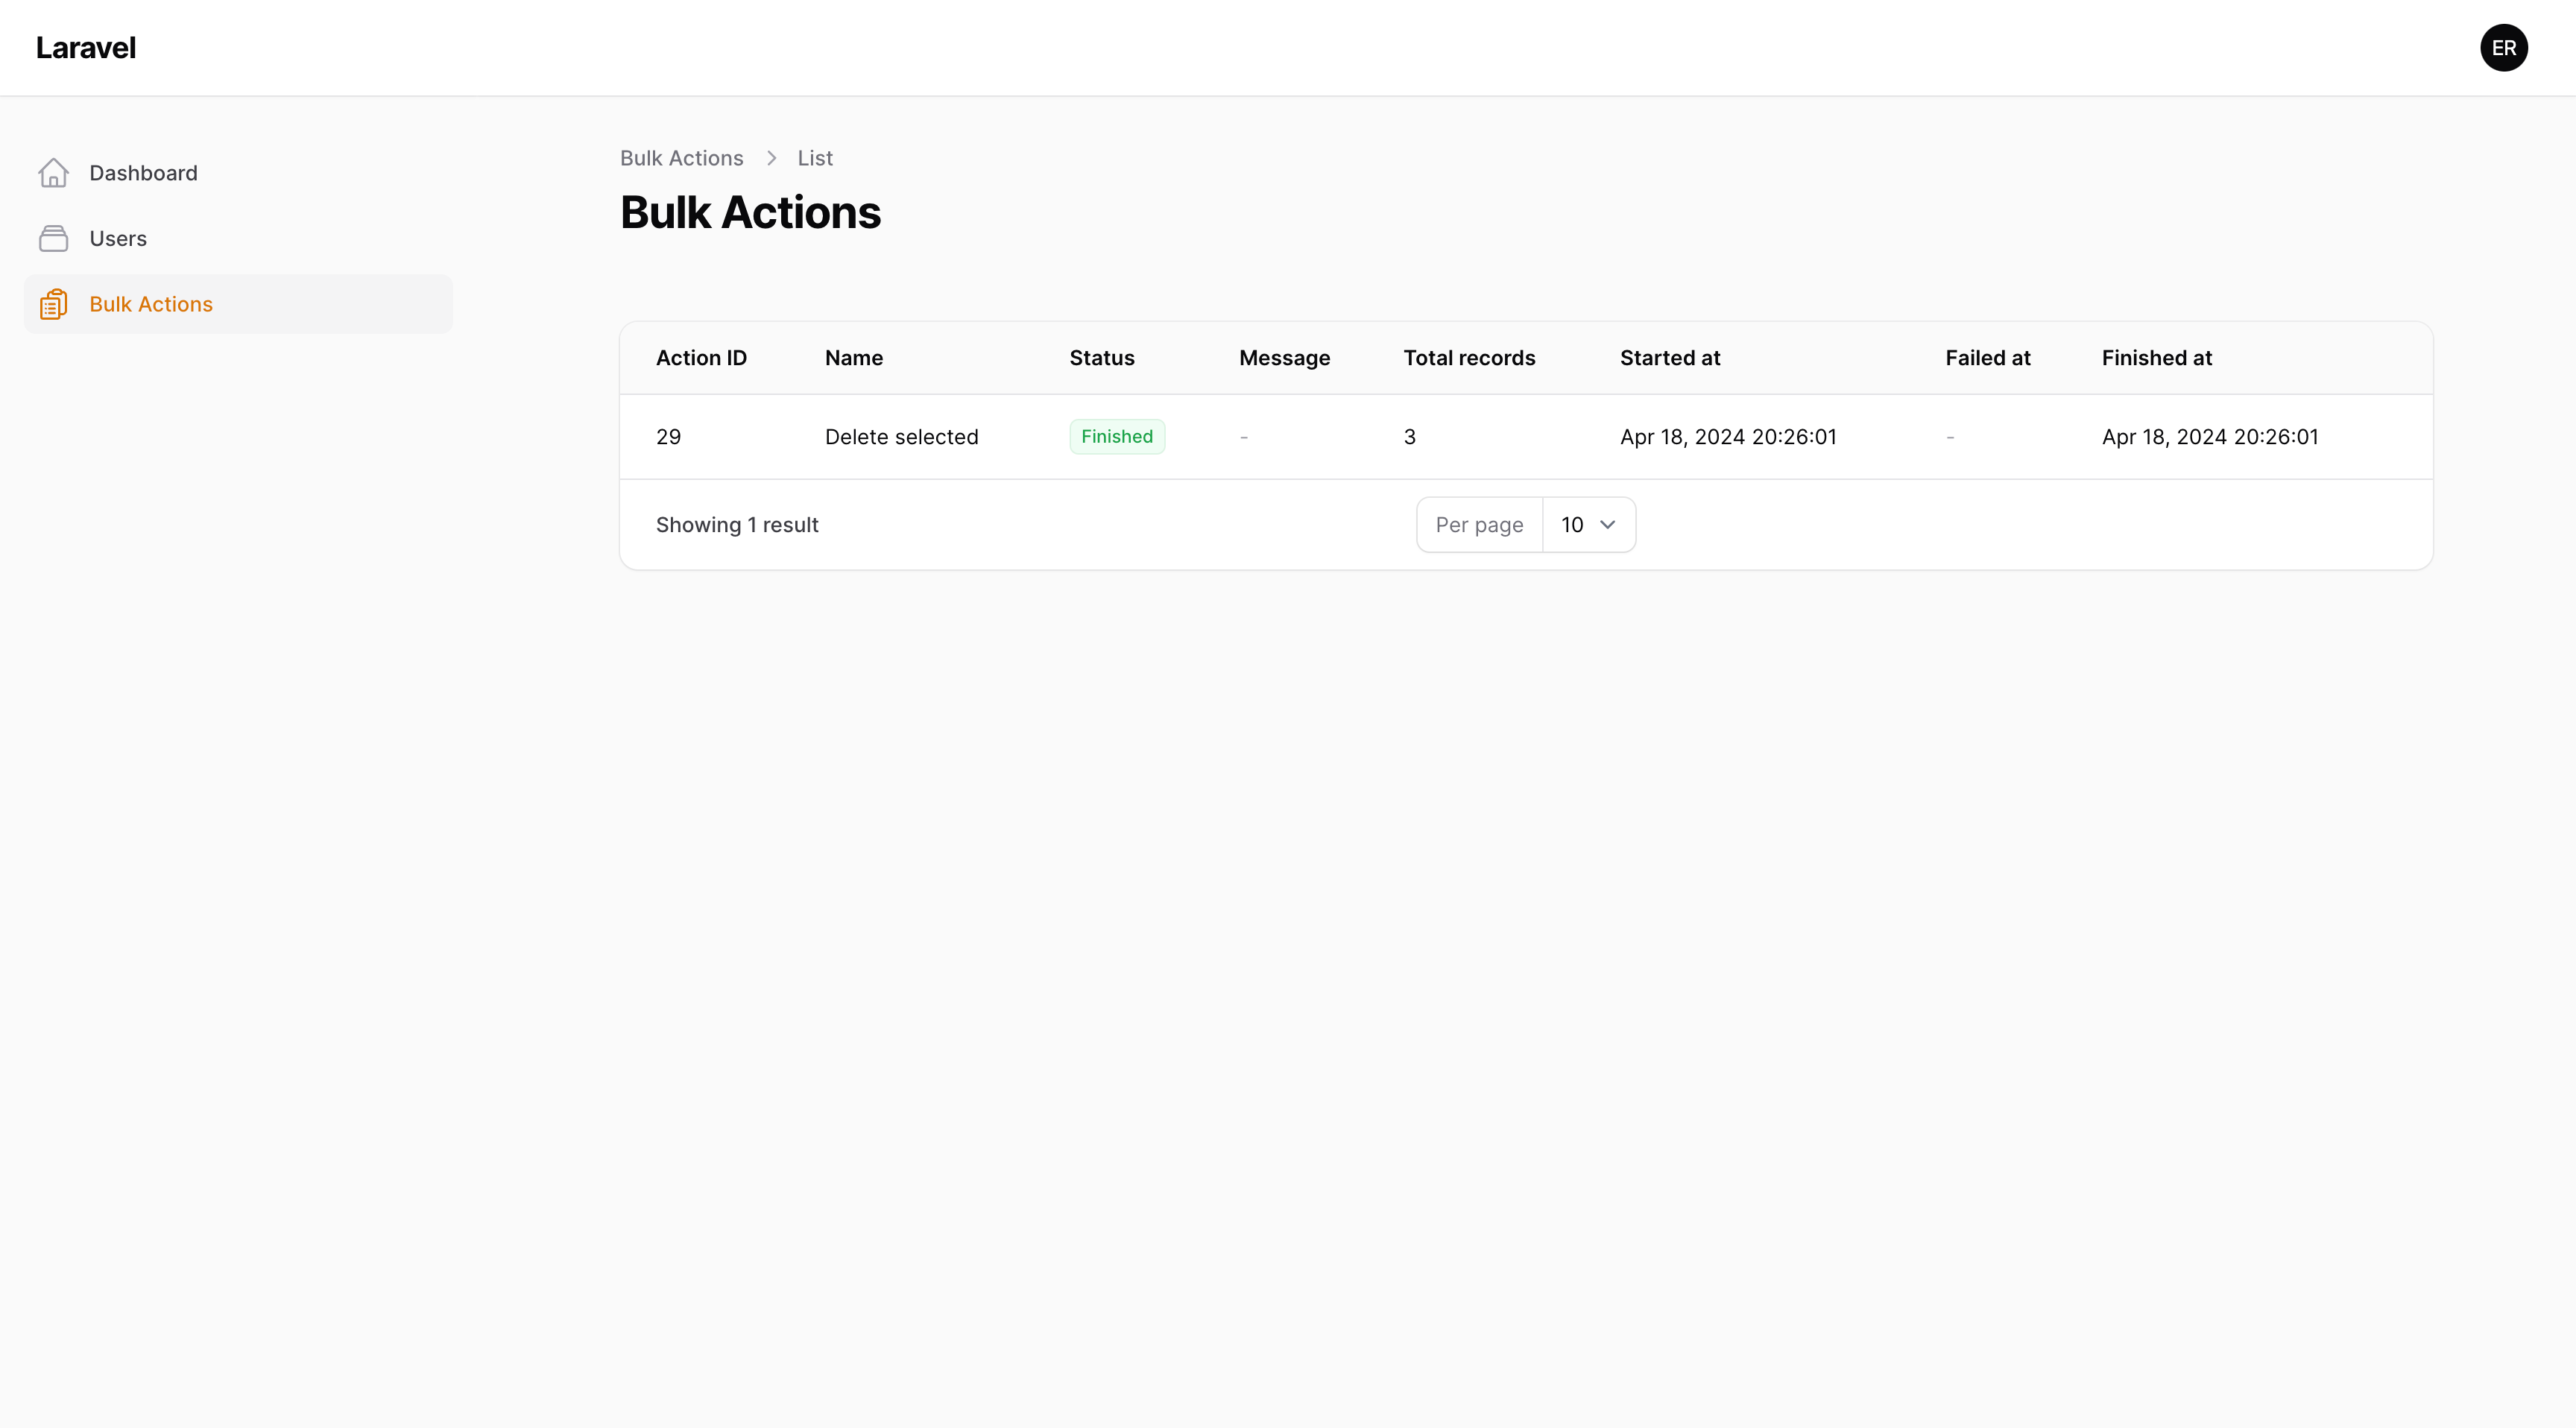 Laravel
ER
Dashboard
Users
Bulk Actions
Bulk Actions > List
Bulk Actions
Action ID Name Status Message Total records Started at Failed at Finished at
29 Delete selected Finished - 3 Apr 18, 2024 20:26:01 - Apr 18, 2024 20:26:01
Showing 1 result Per page 10